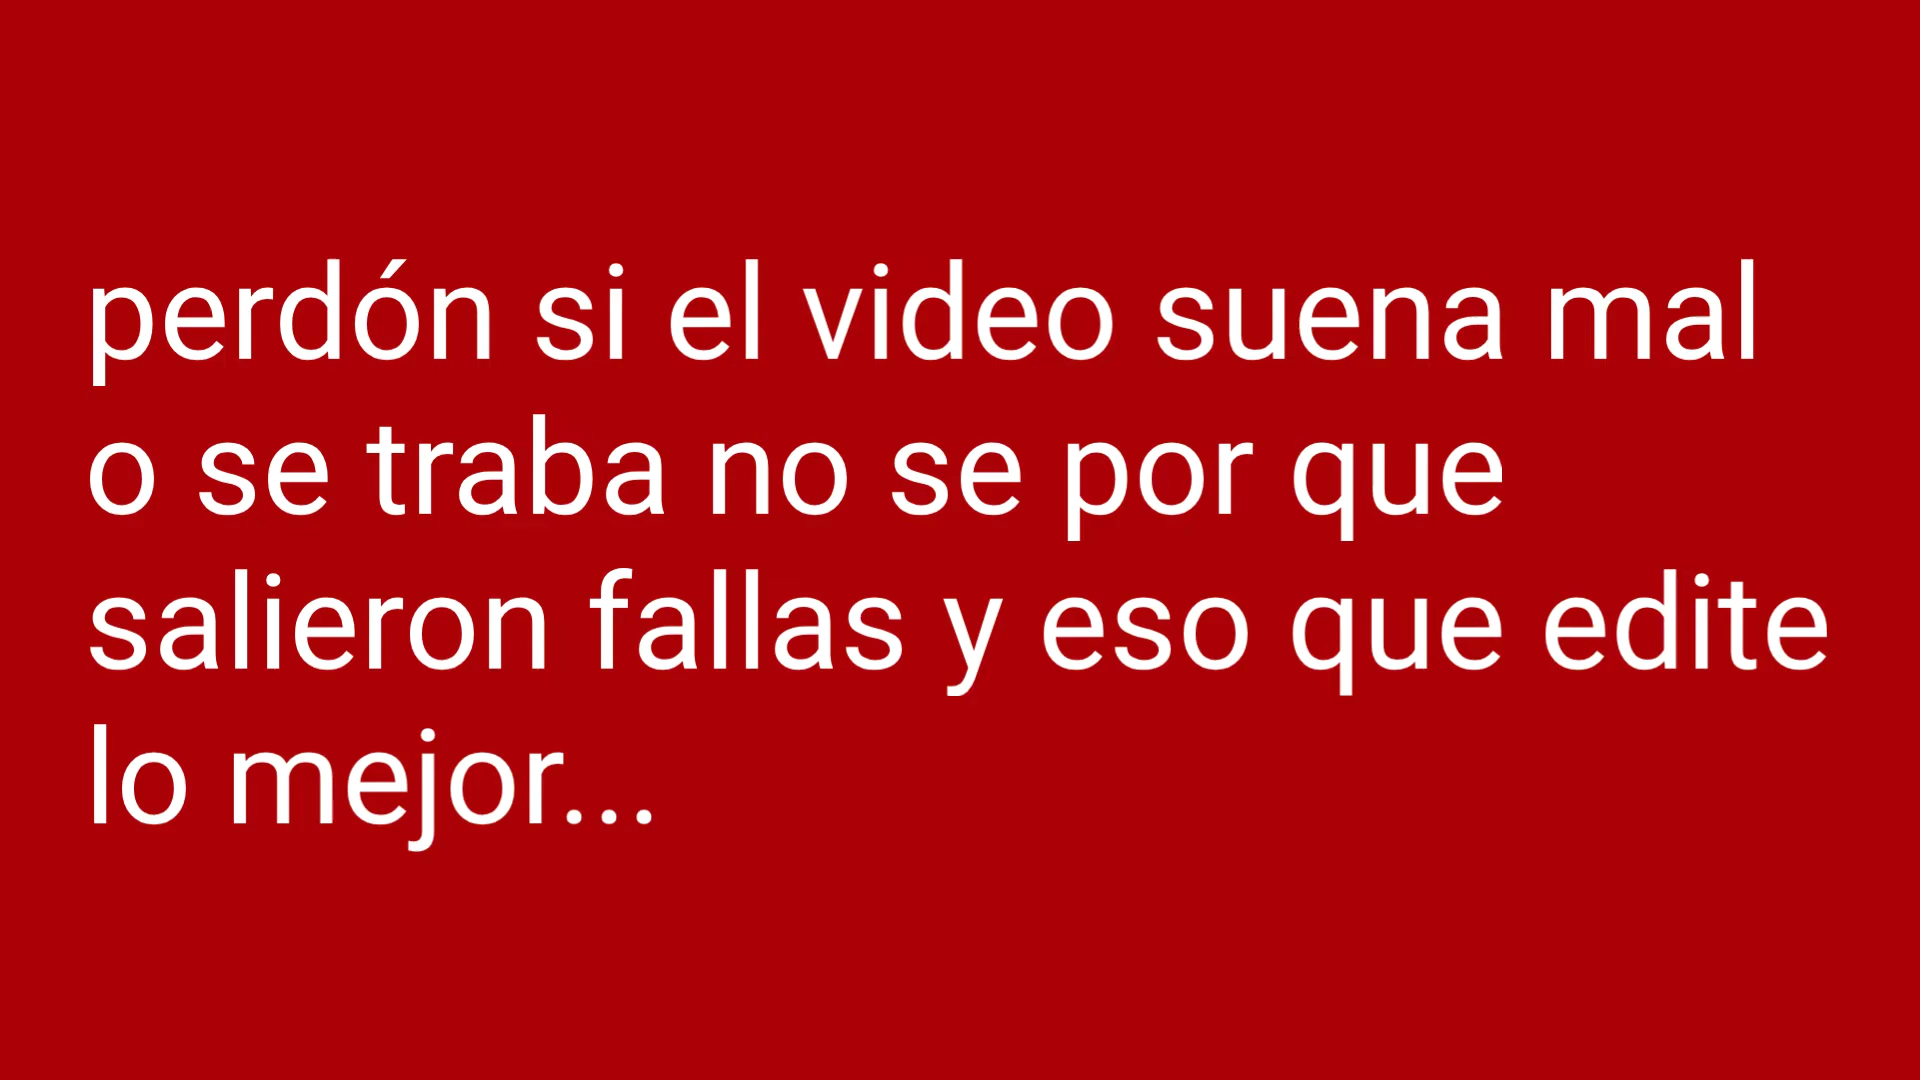 perdón si el video suena mal
o se traba no se por que
salieron fallas y eso que edite
lo mejor...